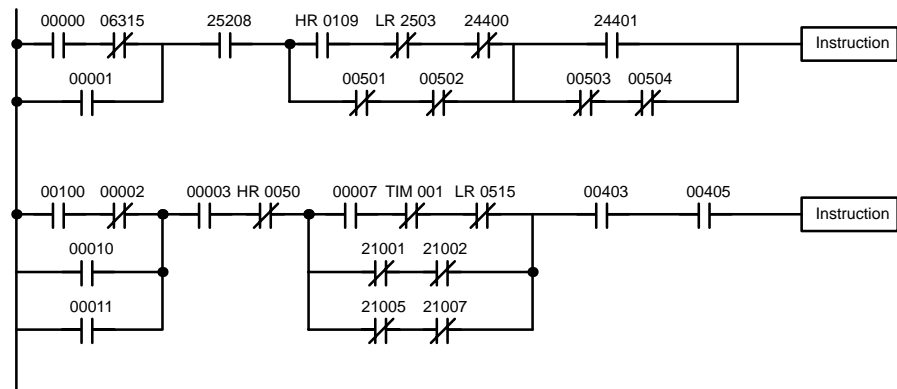 00000 06315 25208 HR 0109 LR 2503 24400 24401
Instruction
00001 00501 00502 00503 00504
00100 00002 00003 HR 0050 00007 TIM 001 LR 0515 00403 00405
Instruction
00010 21001 21002
00011 21005 21007